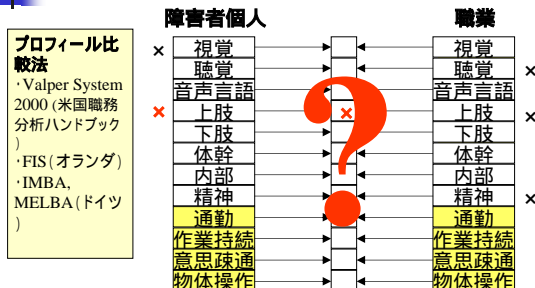 障害者個人
職業
プロフィール比
較法
·Valper System
2000 (米国職務
分析ハンドブック
)
·FIS(オランダ)
·IMBA,
MELBA(ドイツ
)
× 視覚
聴覚
音声言語
× 上肢
下肢
体幹
内部
精神
通勤
作業持続
意思疎通
物体操作
?
×
視覚
聴覚 ×
音声言語
上肢 ×
下肢
体幹
内部
精神 ×
通勤
作業持続
意思疎通
物体操作